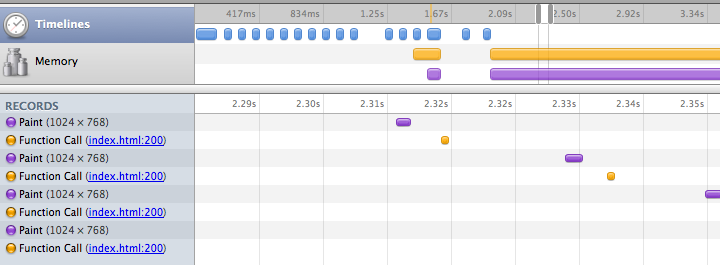 Timelines 417ms 834ms 1.25s 1.67s 2.09s 2.50s 2.92s 3.34s
Memory
RECORDS 2.29s 2.30s 2.31s 2.32s 2.32s 2.33s 2.34s 2.35s
Paint (1024 × 768)
Function Call (index.html:200)
Paint (1024 × 768)
Function Call (index.html:200)
Paint (1024 × 768)
Function Call (index.html:200)
Paint (1024 × 768)
Function Call (index.html:200)